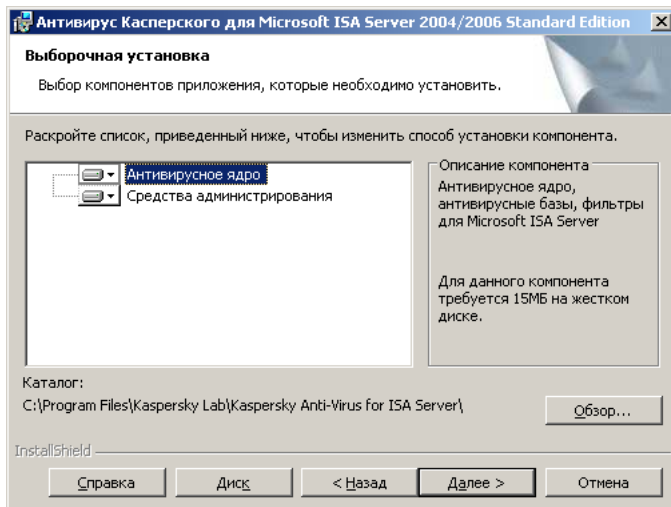 Антивирус Касперского для Microsoft ISA Server 2004/2006 Standard Edition
Выборочная установка
Выбор компонентов приложения, которые необходимо установить.
Раскройте список, приведенный ниже, чтобы изменить способ установки компонента.
Антивирусное ядро
Средства администрирования
Описание компонента
Антивирусное ядро,
антивирусные базы, фильтры
для Microsoft ISA Server
Для данного компонента
требуется 15МБ на жестком
диске.
Каталог:
C:\Program Files\Kaspersky Lab\Kaspersky Anti-Virus for ISA Server\
Обзор...
InstallShield
Справка
Диск
< Назад
Далее >
Отмена